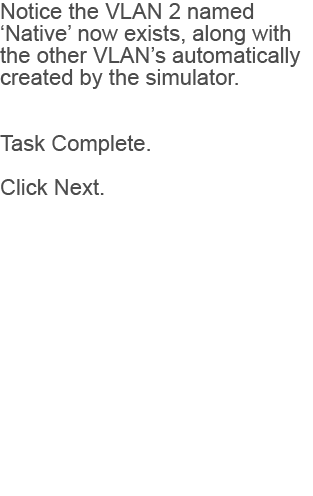 Notice the VLAN 2 named
‘Native’ now exists, along with
the other VLAN’s automatically
created by the simulator.
Task Complete.
Click Next.